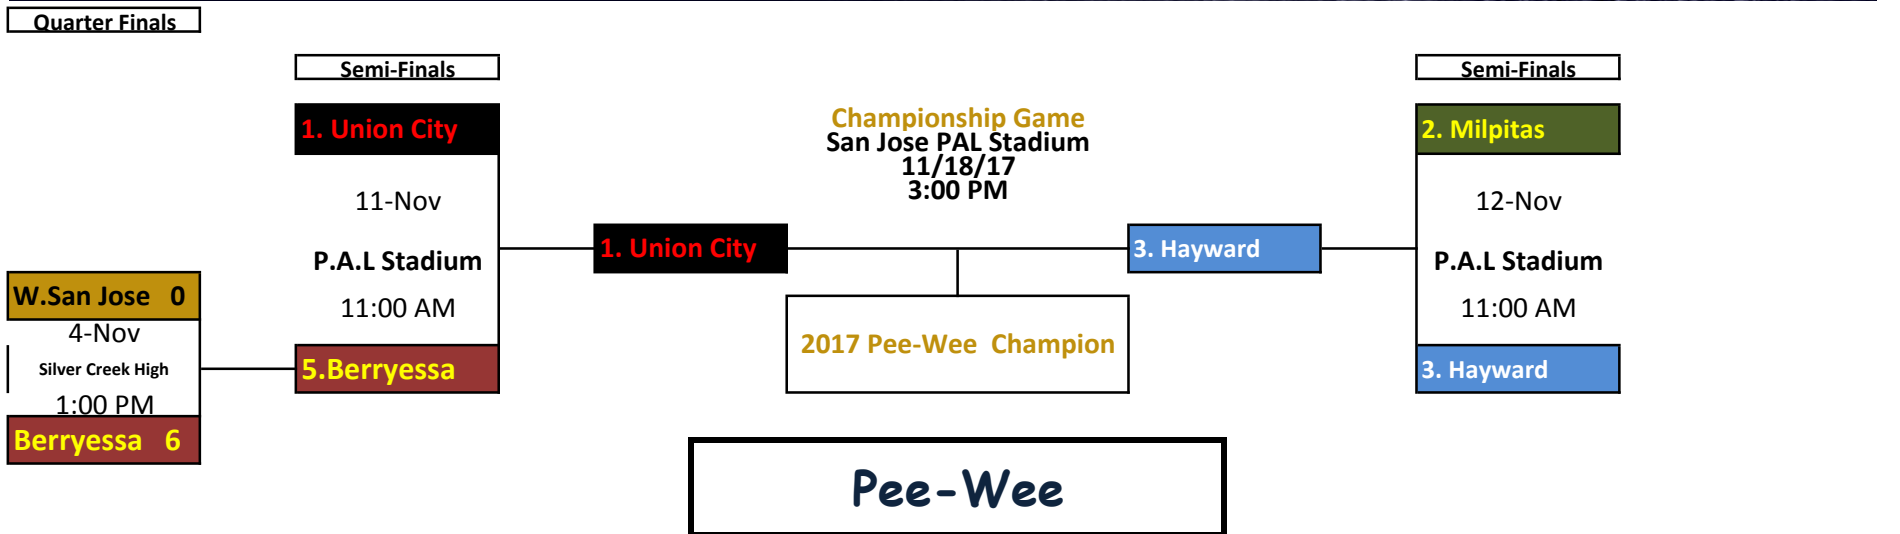 Quarter Finals
Semi-Finals
Semi-Finals
1. Union City
Championship Game
San Jose PAL Stadium
11/18/17
3:00 PM
2. Milpitas
11-Nov
12-Nov
1. Union City
3. Hayward
P.A.L Stadium
P.A.L Stadium
W.San Jose 0
11:00 AM
11:00 AM
4-Nov
2017 Pee-Wee Champion
Silver Creek High
5.Berryessa
3. Hayward
1:00 PM
Berryessa 6
Pee-Wee